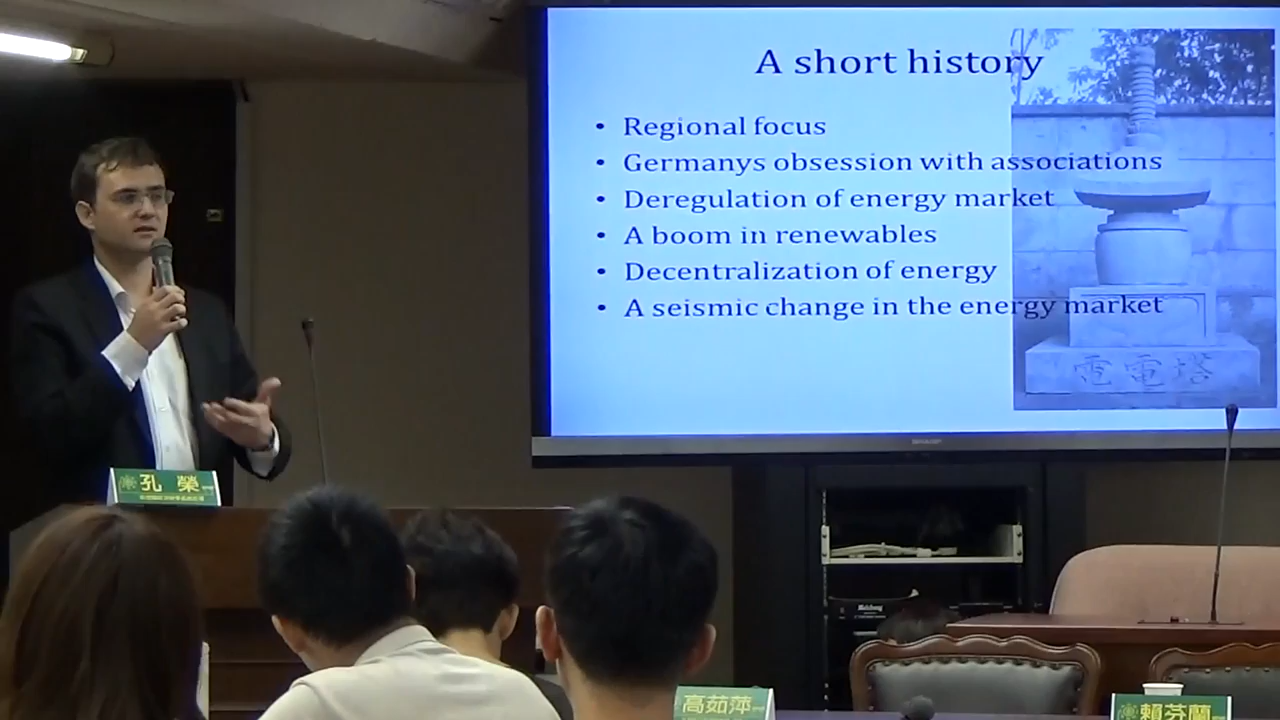 A short history
• Regional focus
• Germanys obsession with associations
• Deregulation of energy market
• A boom in renewables
• Decentralization of energy
• A seismic change in the energy market
電電塔
SHARP
孔 榮
高茹萍
賴芬蘭